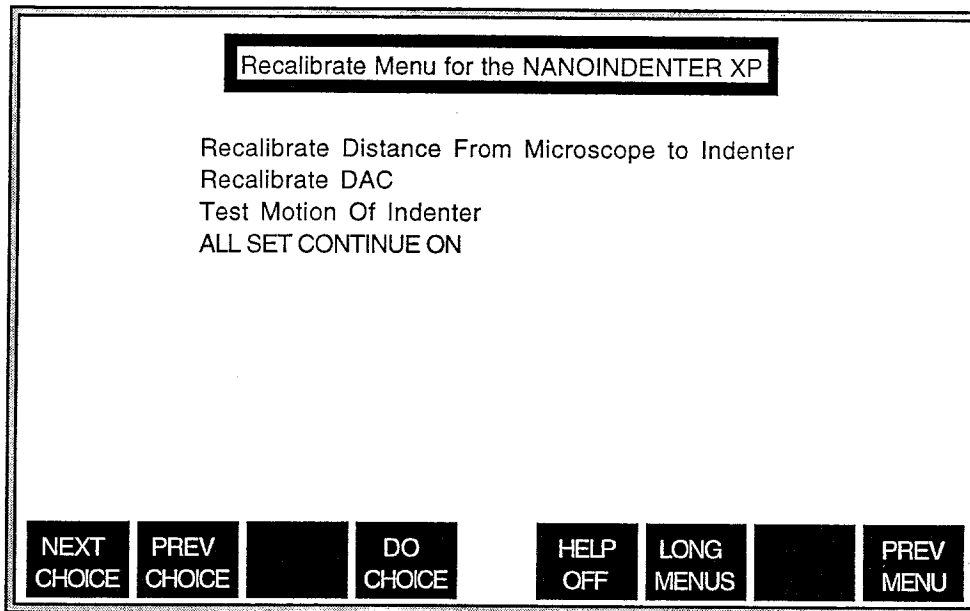 Recalibrate Menu for the NANOINDENTER XP
Recalibrate Distance From Microscope to Indenter
Recalibrate DAC
Test Motion Of Indenter
ALL SET CONTINUE ON
NEXT CHOICE
PREV CHOICE
DO CHOICE
HELP OFF
LONG MENUS
PREV MENU